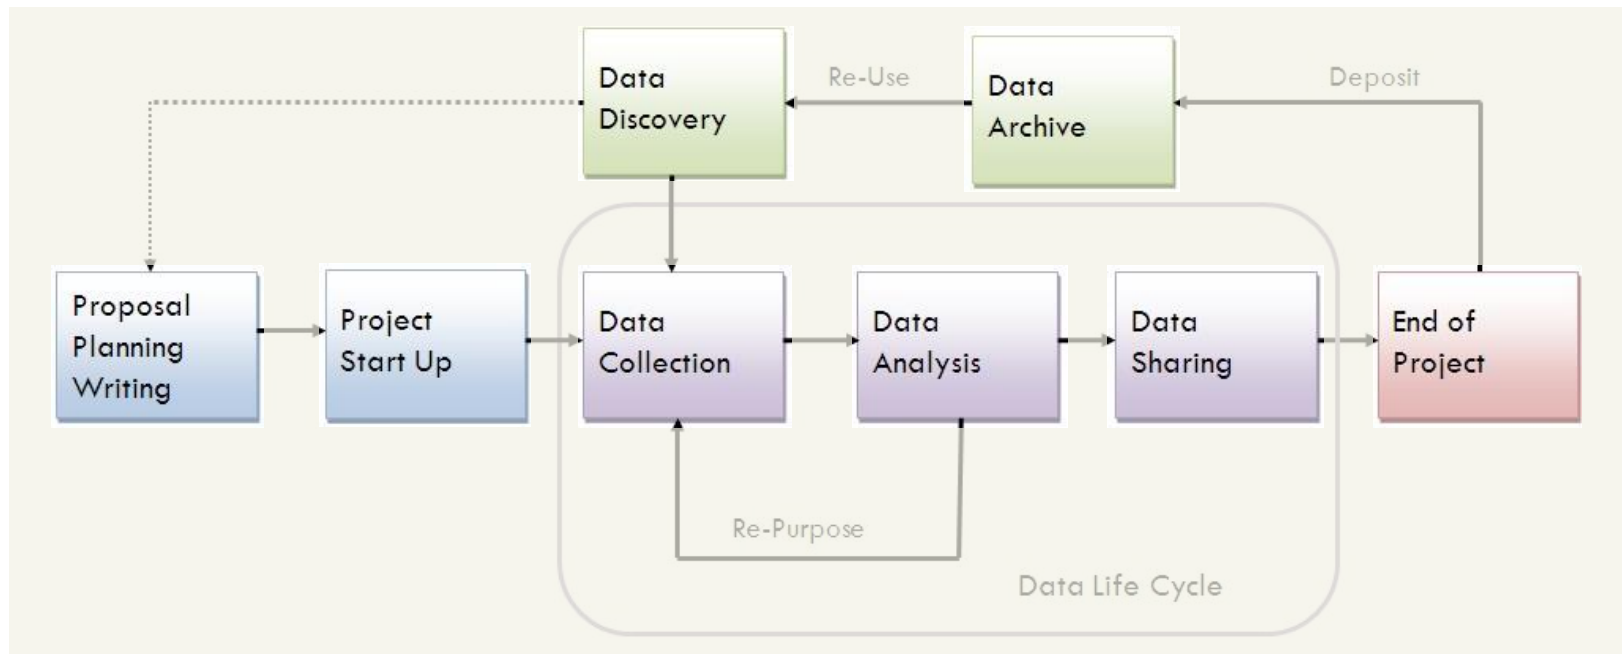 Data
Discovery
Re-Use
Data
Archive
Deposit
Proposal
Planning
Writing
Project
Start Up
Data
Collection
Data
Analysis
Data
Sharing
End of
Project
Re-Purpose
Data Life Cycle